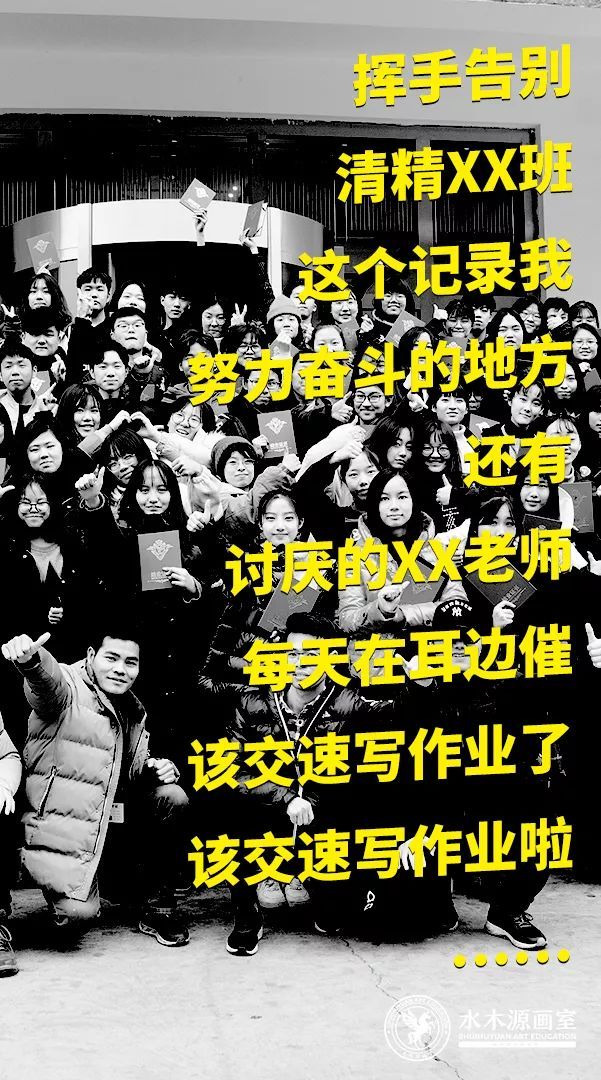 挥手告别
清精XX班
这个记录我
努力奋斗的地方
还有
讨厌的XX老师
每天在耳边催
该交速写作业了
该交速写作业啦
......
水木源画室
SHUIMUYUAN ART EDUCATION